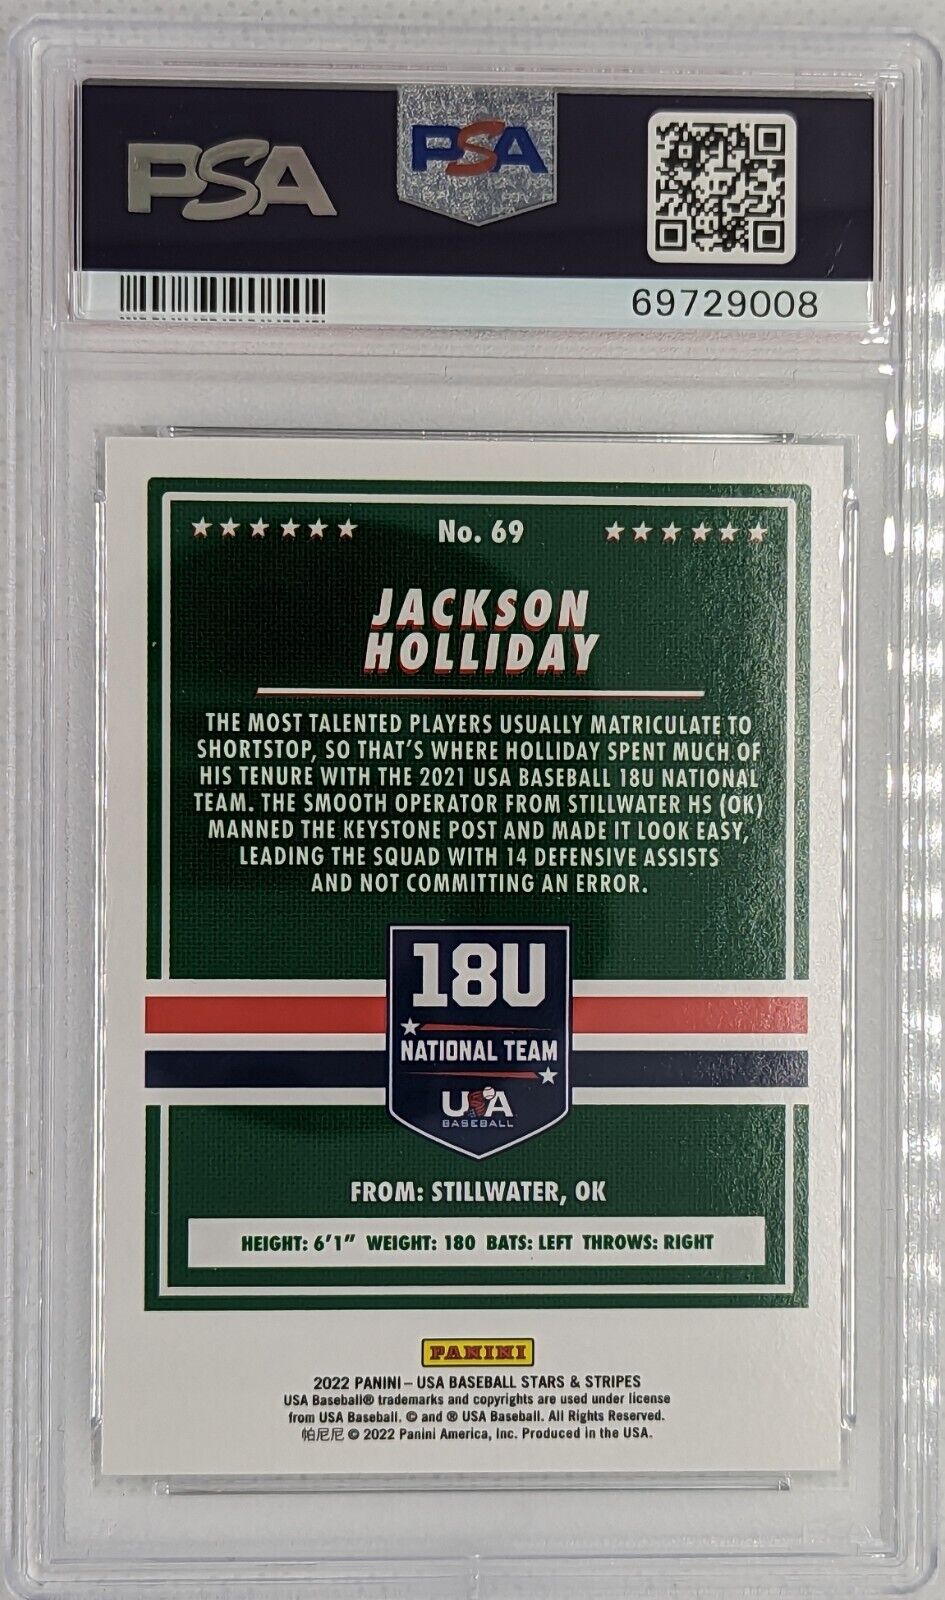 PSA
PSA
69729008
No. 69
JACKSON
HOLLIDAY
THE MOST TALENTED PLAYERS USUALLY MATRICULATE TO
SHORTSTOP, SO THAT'S WHERE HOLLIDAY SPENT MUCH OF
HIS TENURE WITH THE 2021 USA BASEBALL 18U NATIONAL
TEAM. THE SMOOTH OPERATOR FROM STILLWATER HS (OK)
MANNED THE KEYSTONE POST AND MADE IT LOOK EASY,
LEADING THE SQUAD WITH 14 DEFENSIVE ASSISTS
AND NOT COMMITTING AN ERROR.
18U
NATIONAL TEAM
USA
BASEBALL
FROM: STILLWATER, OK
HEIGHT: 6'1" WEIGHT: 180 BATS: LEFT THROWS: RIGHT
PANINI
2022 PANINI – USA BASEBALL STARS & STRIPES
USA Baseball® trademarks and copyrights are used under license
from USA Baseball. © and ® USA Baseball. All Rights Reserved.
帕尼尼 © 2022 Panini America, Inc. Produced in the USA.